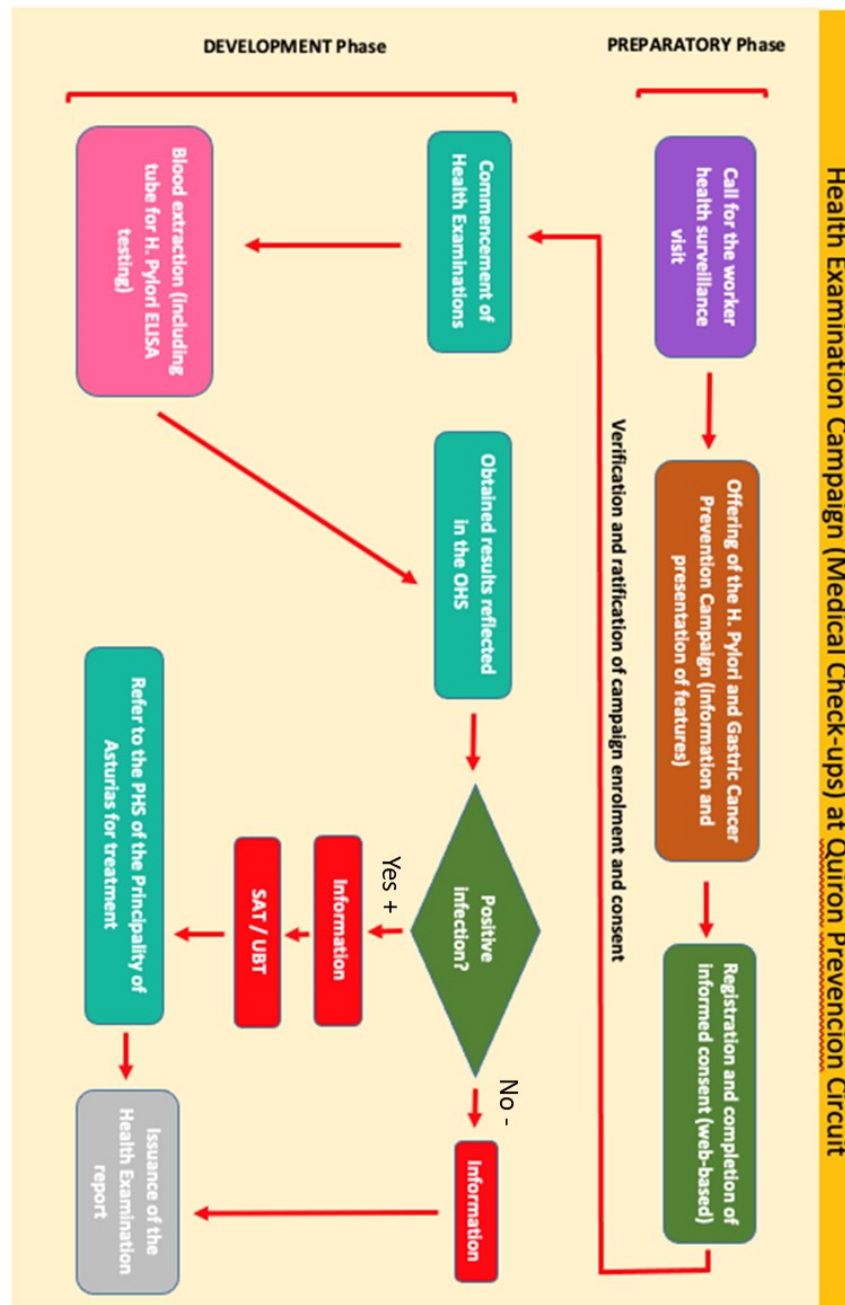 Health Examination Campaign (Medical Check-ups) at Quiron Prevencion Circuit
PREPARATORY Phase
Call for the worker
health surveillance
visit
Offering of the H. Pylori and Gastric Cancer
Prevention Campaign (information and
presentation of features)
Registration and completion of
informed consent (web-based)
Verification and ratification of campaign enrolment and consent
DEVELOPMENT Phase
Commencement of
Health Examinations
Blood extraction (including
tube for H. Pylori ELISA
testing)
Obtained results reflected
in the OHS
Positive
infection?
Yes +
Information
SAT / UBT
Refer to the PHS of the Principality of
Asturias for treatment
No -
Information
Issuance of the
Health Examination
report